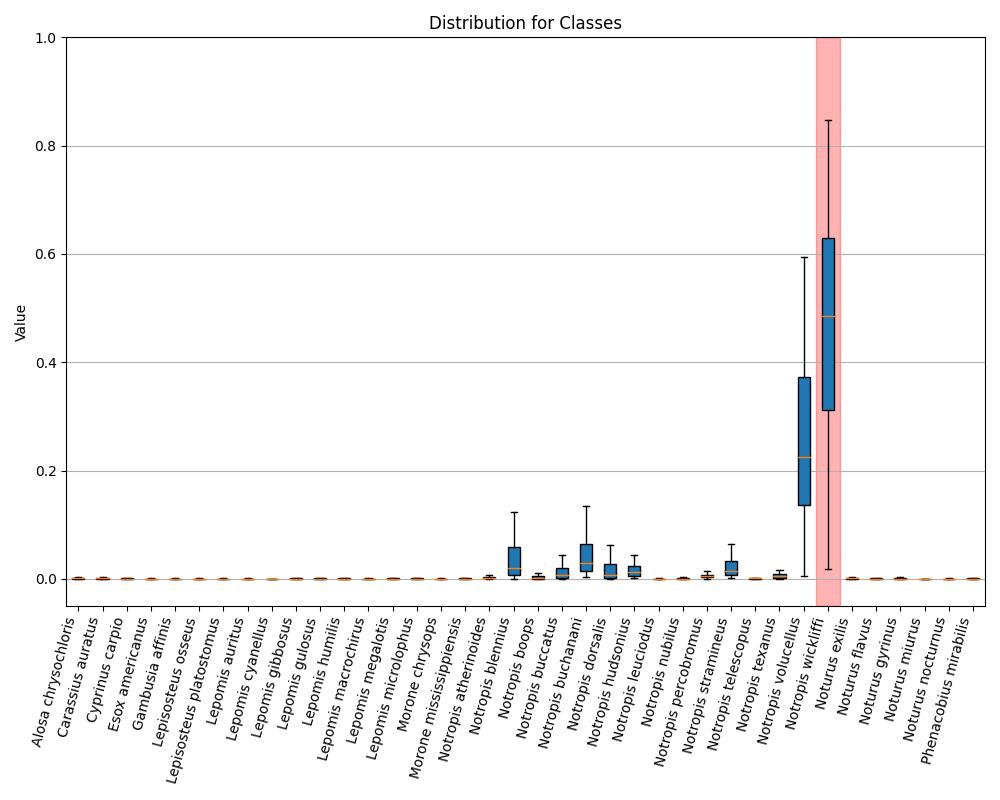 Distribution for Classes
Value
1.0
0.8
0.6
0.4
0.2
0.0
Alosa chrysochloris
Carassius auratus
Cyprinus carpio
Esox americanus
Gambusia affinis
Lepisosteus osseus
Lepisosteus platostomus
Lepomis auritus
Lepomis cyanellus
Lepomis gibbosus
Lepomis gulosus
Lepomis humilis
Lepomis macrochirus
Lepomis megalotis
Lepomis microlophus
Morone chrysops
Morone mississippiensis
Notropis atherinoides
Notropis blennius
Notropis boops
Notropis buccatus
Notropis buchanani
Notropis dorsalis
Notropis hudsonius
Notropis leuciodus
Notropis nubilus
Notropis percobromus
Notropis stramineus
Notropis telescopus
Notropis texanus
Notropis volucellus
Notropis wickliffi
Noturus exilis
Noturus flavus
Noturus gyrinus
Noturus miurus
Noturus nocturnus
Phenacobius mirabilis